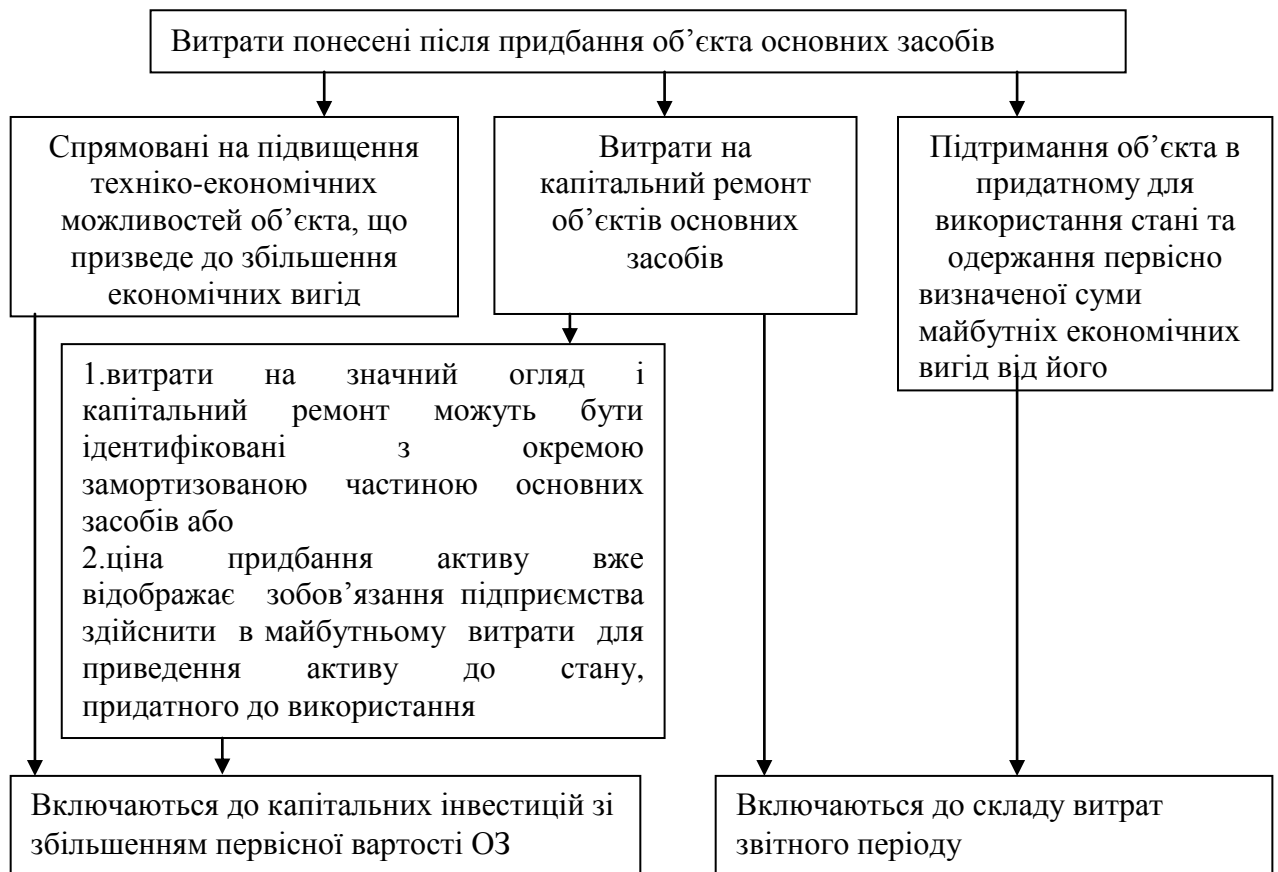 Витрати понесені після придбання об’єкта основних засобів
Спрямовані на підвищення
техніко-економічних
можливостей об’єкта, що
призведе до збільшення
економічних вигід
Витрати на
капітальний ремонт
об’єктів основних
засобів
Підтримання об’єкта в
придатному для
використання стані та
одержання первісно
визначеної суми
майбутніх економічних
вигід від його
1.витрати на значний огляд і
капітальний ремонт можуть бути
ідентифіковані з окремою
замортизованою частиною основних
засобів або
2.ціна придбання активу вже
відображає зобов’язання підприємства
здійснити в майбутньому витрати для
приведення активу до стану,
придатного до використання
Включаються до капітальних інвестицій зі
збільшенням первісної вартості ОЗ
Включаються до складу витрат
звітного періоду